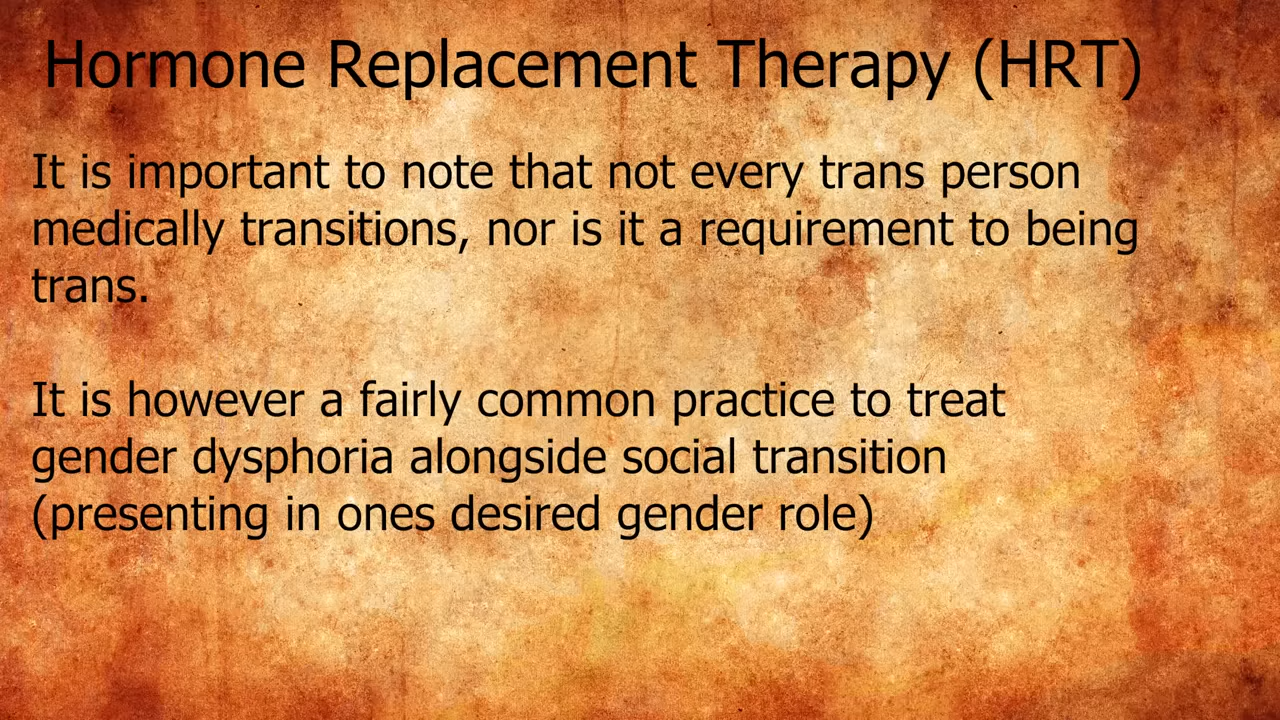 Hormone Replacement Therapy (HRT)
It is important to note that not every trans person
medically transitions, nor is it a requirement to being
trans.
It is however a fairly common practice to treat
gender dysphoria alongside social transition
(presenting in ones desired gender role)